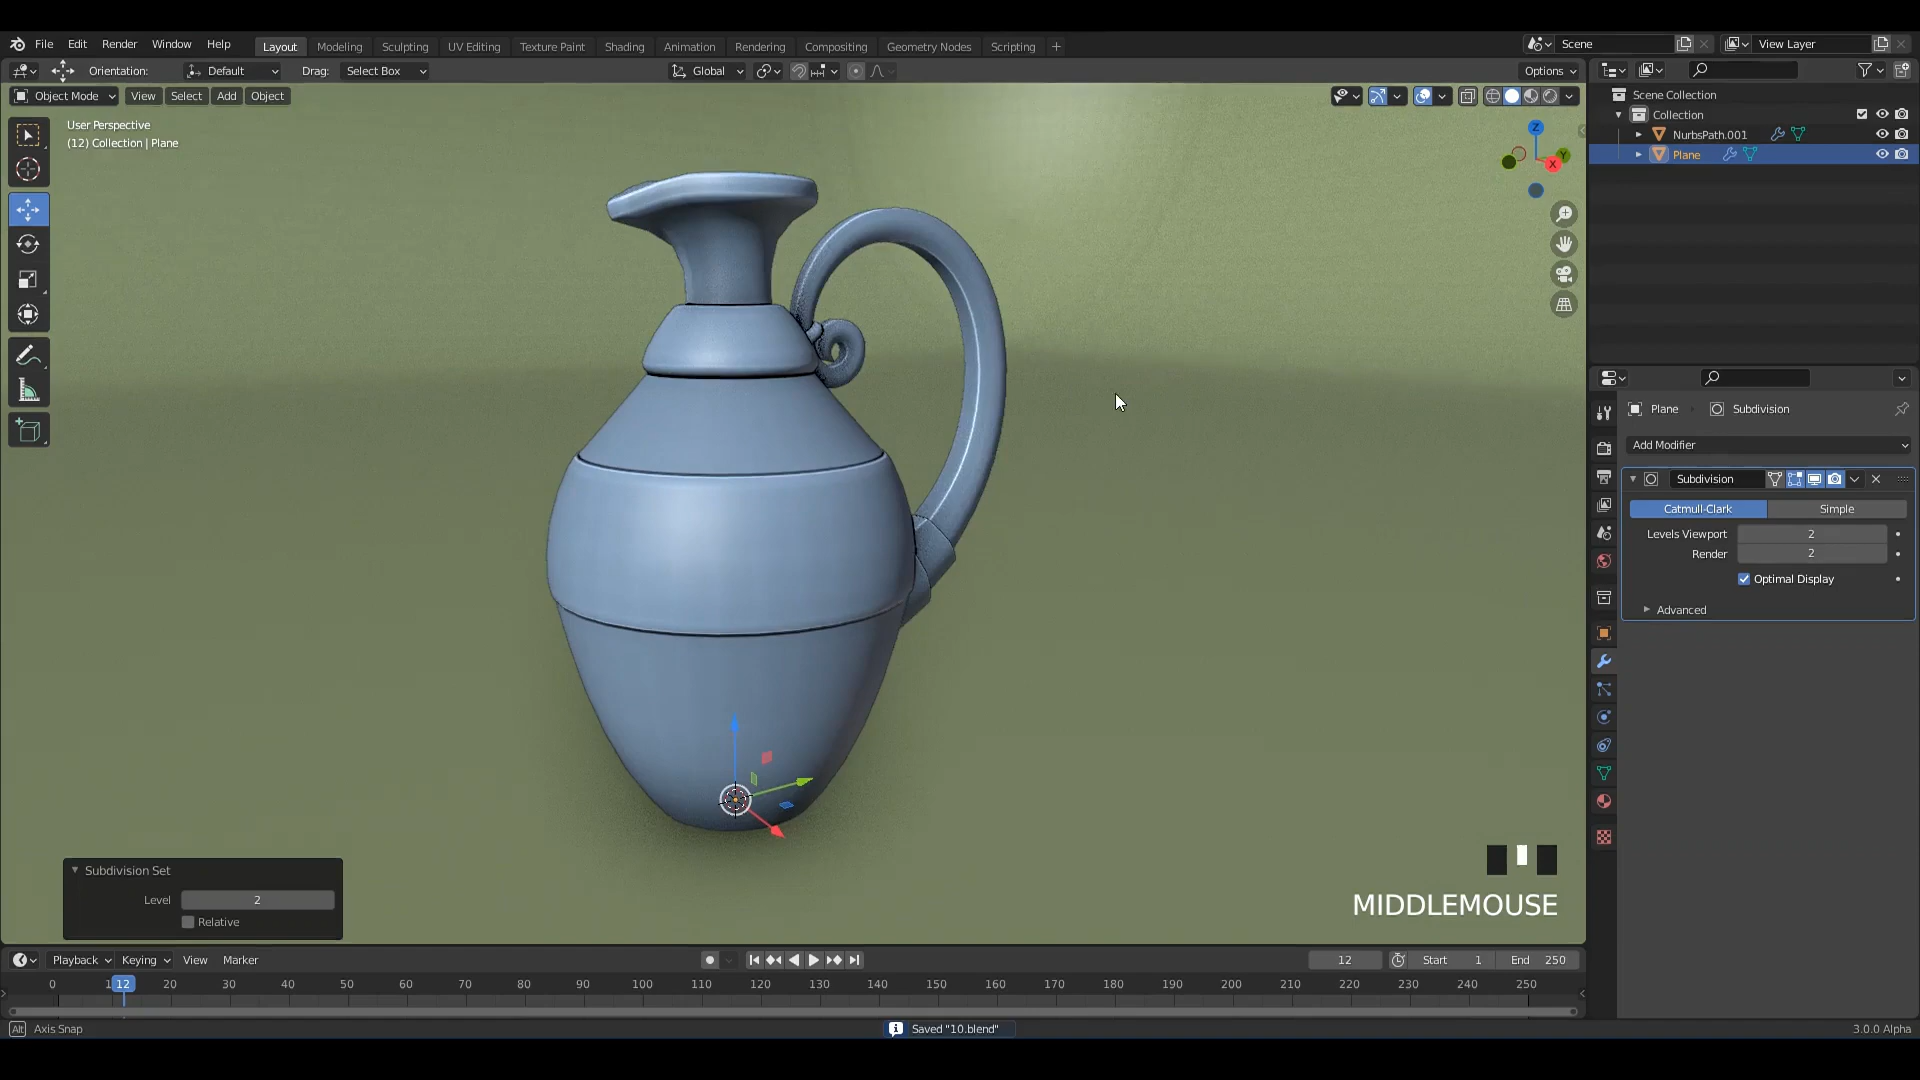 File Edit Render Window Help Layout Modeling Sculpting UV Editing Texture Paint Shading Animation Rendering Compositing Geometry Nodes Scripting + Scene View Layer
Orientation: Default Drag: Select Box Global Options
Object Mode View Select Add Object
Scene Collection
Collection
NurbsPath.001
Plane
User Perspective
(12) Collection | Plane
Z
Y
X
Plane Subdivision
Add Modifier
Subdivision
Catmull-Clark Simple
Levels Viewport 2
Render 2
Optimal Display
Advanced
Subdivision Set
Level 2
Relative
MIDDLEMOUSE
Playback Keying View Marker 12 Start 1 End 250
0 1 12 20 30 40 50 60 70 80 90 100 110 120 130 140 150 160 170 180 190 200 210 220 230 240 250
Alt Axis Snap Saved "10.blend" 3.0.0 Alpha